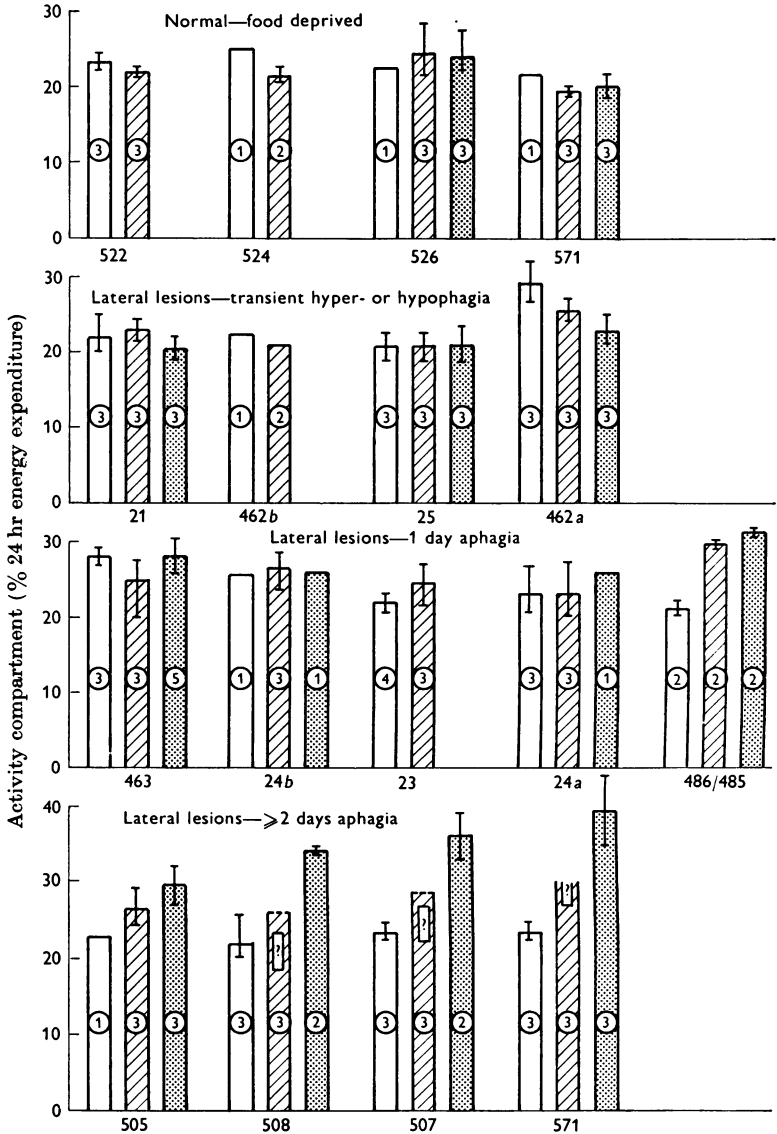 Activity compartment (% 24 hr energy expenditure)
Normal—food deprived
30
20
10
0
3 3 1 2 1 3 3 1 3 3
522 524 526 571
Lateral lesions—transient hyper- or hypophagia
30
20
10
0
3 3 3 1 2 3 3 3 3 3 3
21 462b 25 462a
Lateral lesions—1 day aphagia
30
20
10
0
3 3 5 1 3 1 4 3 3 3 1 2 2 2
463 24b 23 24a 486/485
Lateral lesions—⩾2 days aphagia
40
30
20
10
0
? ? ?
1 3 3 3 3 2 3 3 2 3 3 3
505 508 507 571